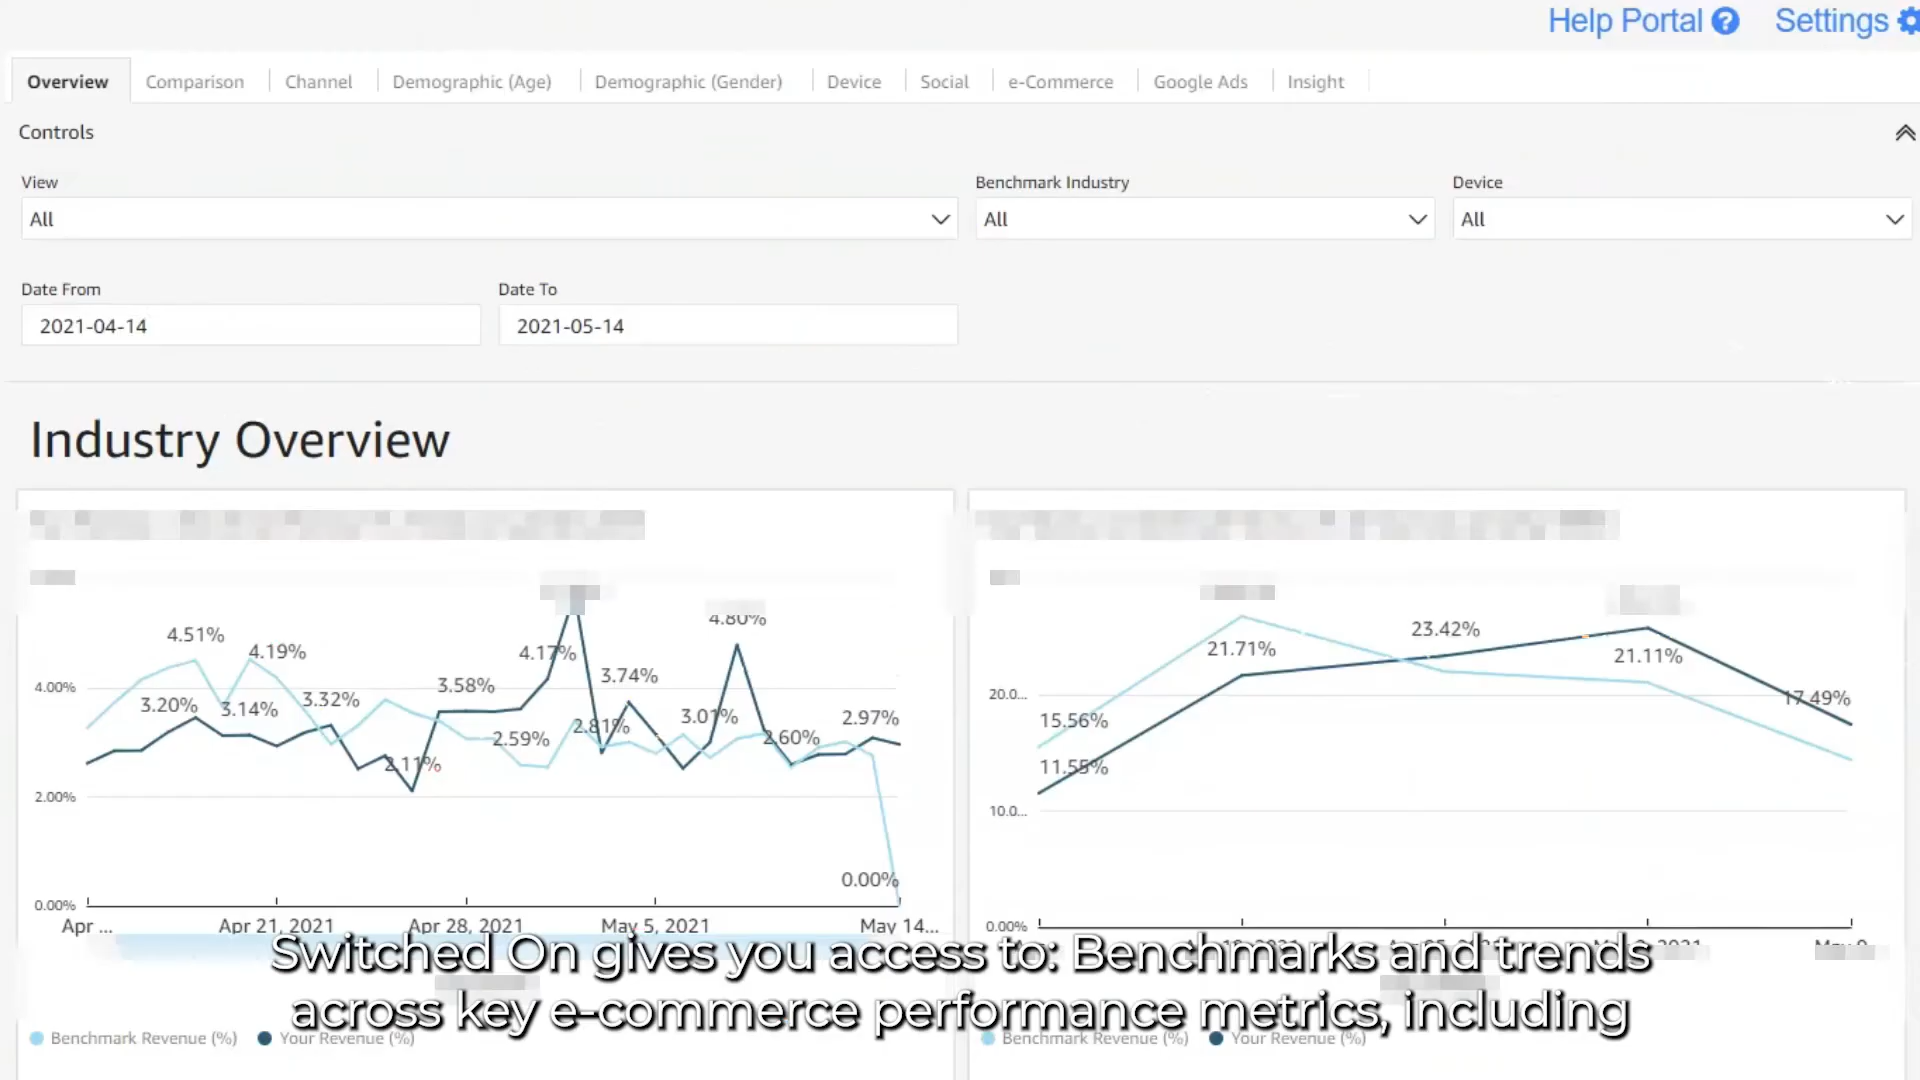 Help Portal ? Settings
Overview Comparison Channel Demographic (Age) Demographic (Gender) Device Social e-Commerce Google Ads Insight
Controls
View Benchmark Industry Device
All All All
Date From Date To
2021-04-14 2021-05-14
Industry Overview
4.80%
4.51% 4.19% 4.17% 3.74%
3.58% 3.20% 3.14% 3.32%
4.00%
2.81% 3.01% 2.97%
2.59% 2.60%
2.11%
2.00%
0.00%
0.00%
Apr ... Apr 21, 2021 Apr 28, 2021 May 5, 2021 May 14...
23.42%
21.71% 21.11%
20.0... 17.49%
15.56%
11.55%
10.0...
0.00%
Switched On gives you access to: Benchmarks and trends
across key e-commerce performance metrics, including
Benchmark Revenue (%) Your Revenue (%)
Benchmark Revenue (%) Your Revenue (%)